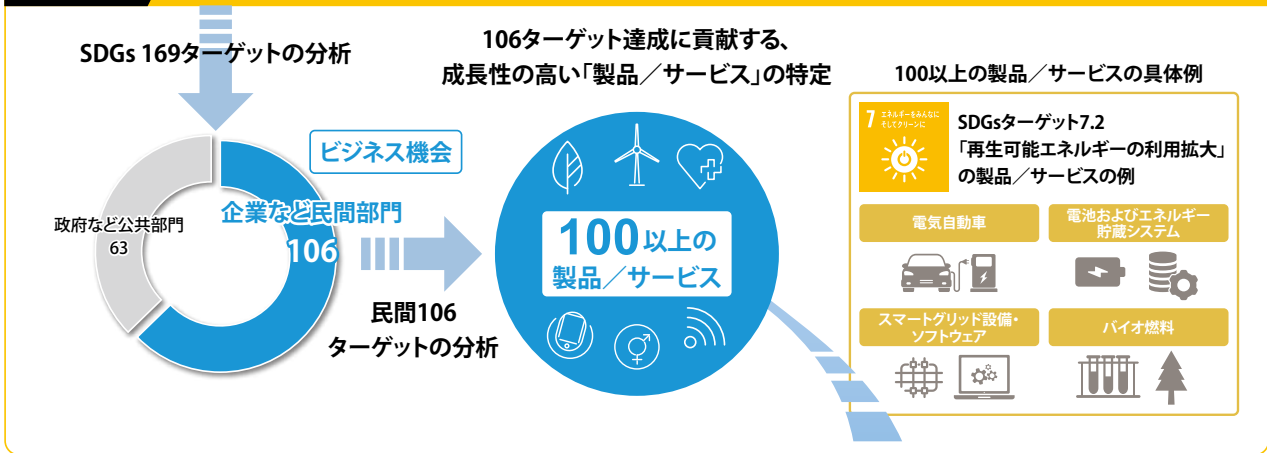 SDGs 169ターゲットの分析
106ターゲット達成に貢献する、
成長性の高い「製品／サービス」の特定
100以上の製品／サービスの具体例
ビジネス機会
政府など公共部門
63
企業など民間部門
106
民間106
ターゲットの分析
100以上の
製品／サービス
7 エネルギーをみんなに
そしてクリーンに
SDGsターゲット7.2
「再生可能エネルギーの利用拡大」
の製品／サービスの例
電気自動車
電池およびエネルギー
貯蔵システム
スマートグリッド設備・
ソフトウェア
バイオ燃料